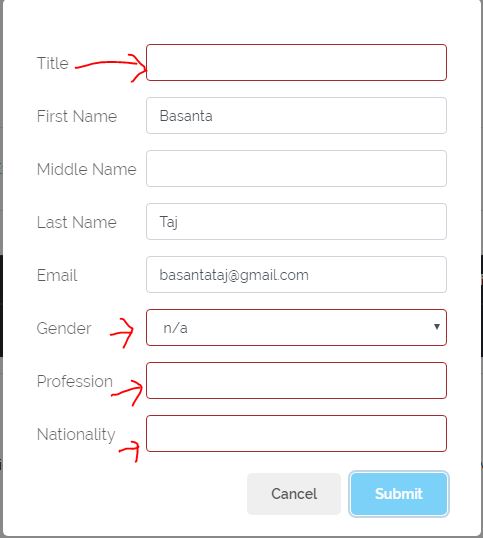 Title
First Name Basanta
Middle Name
Last Name Taj
Email basantataj@gmail.com
Gender n/a
Profession
Nationality
Cancel Submit